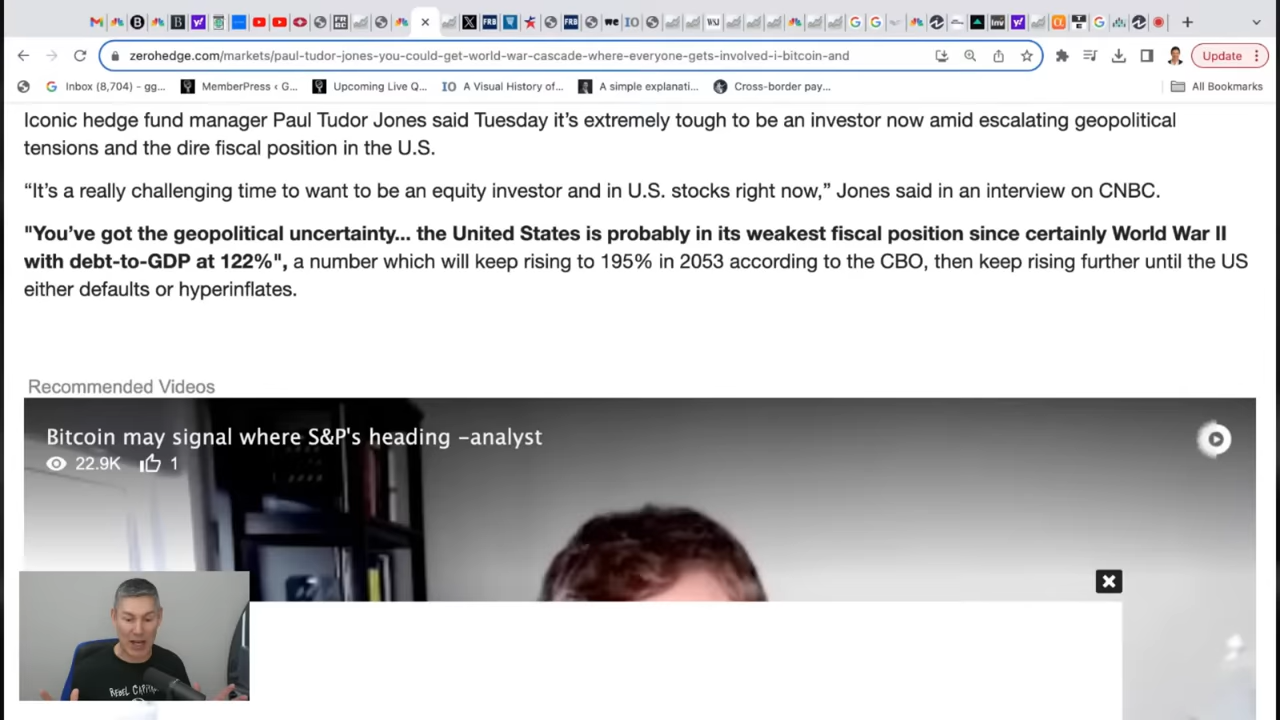 Update
zerohedge.com/markets/paul-tudor-jones-you-could-get-world-war-cascade-where-everyone-gets-involved-i-bitcoin-and
Inbox (8,704) – gg...
MemberPress ‹ G...
Upcoming Live Q...
IO A Visual History of...
A simple explanati...
Cross-border pay...
All Bookmarks
Iconic hedge fund manager Paul Tudor Jones said Tuesday it’s extremely tough to be an investor now amid escalating geopolitical
tensions and the dire fiscal position in the U.S.
“It’s a really challenging time to want to be an equity investor and in U.S. stocks right now,” Jones said in an interview on CNBC.
"You’ve got the geopolitical uncertainty... the United States is probably in its weakest fiscal position since certainly World War II
with debt-to-GDP at 122%", a number which will keep rising to 195% in 2053 according to the CBO, then keep rising further until the US
either defaults or hyperinflates.
Recommended Videos
Bitcoin may signal where S&P's heading –analyst
22.9K 1
REBEL